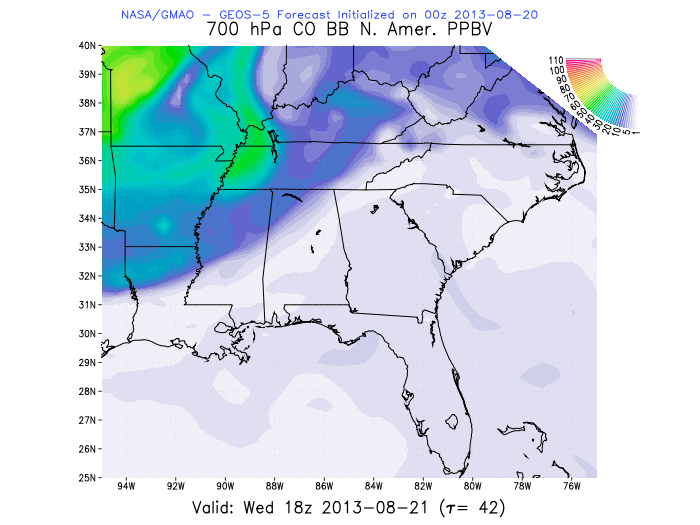 NASA/GMAO - GEOS-5 Forecast Initialized on 00z 2013-08-20
700 hPa CO BB N. Amer. PPBV
40N
39N
38N
37N
36N
35N
34N
33N
32N
31N
30N
29N
28N
27N
26N
25N
94W 92W 90W 88W 86W 84W 82W 80W 78W 76W
110
100
90
80
70
60
50
40
30
20
10
5
1
Valid: Wed 18z 2013-08-21 (τ= 42)